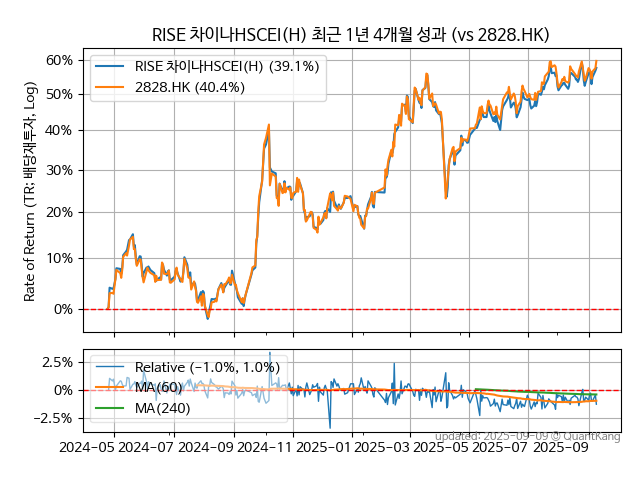 RISE 차이나HSCEI(H) 최근 1년 4개월 성과 (vs 2828.HK)
Rate of Return (TR: 배당재투자, Log)
60%
50%
40%
30%
20%
10%
0%
RISE 차이나HSCEI(H) (39.1%)
2828.HK (40.4%)
2.5%
0%
−2.5%
Relative (−1.0%, 1.0%)
MA(60)
MA(240)
updated: 2025-09-09 © QuantKang
2024-05 2024-07 2024-09 2024-11 2025-01 2025-03 2025-05 2025-07 2025-09